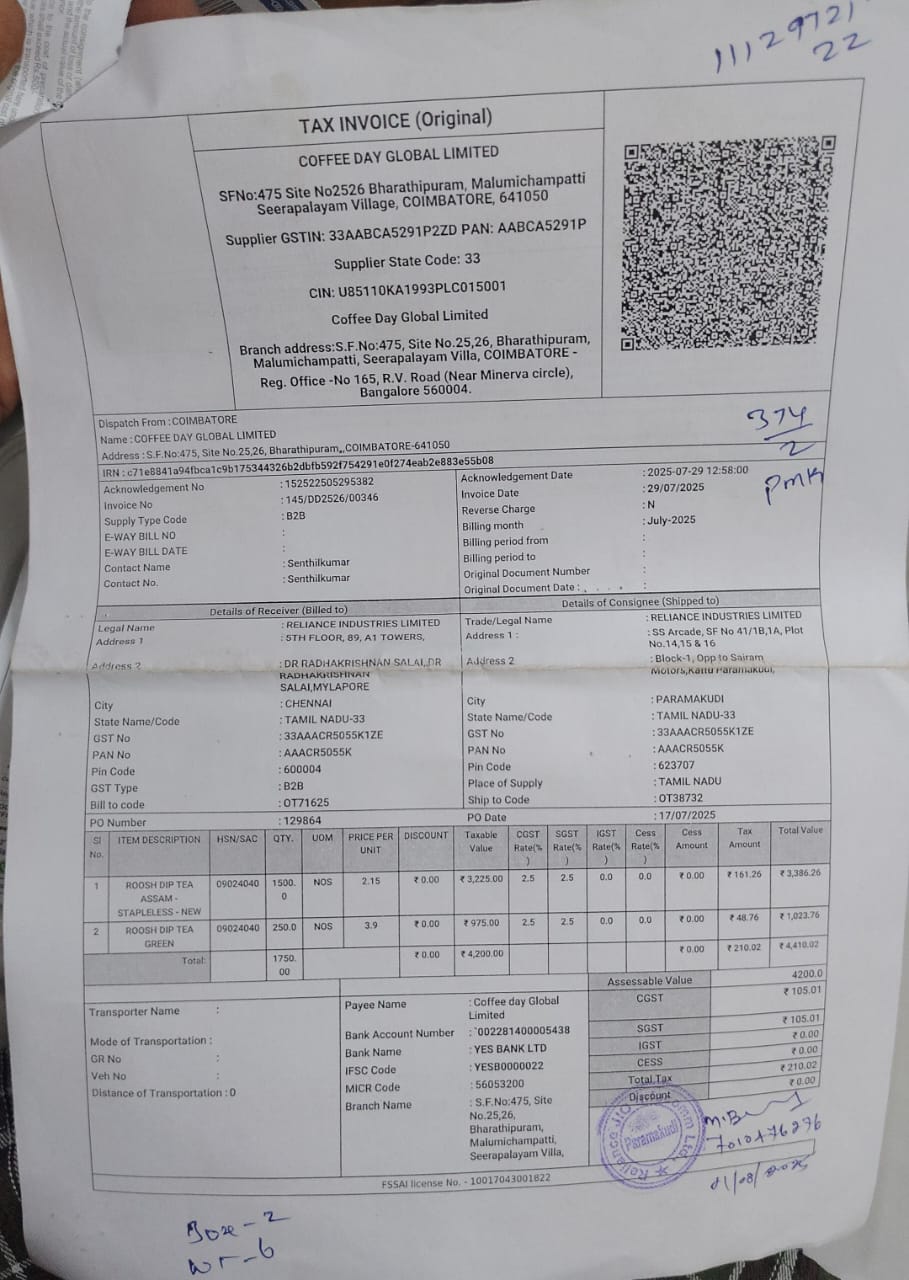 11129721
22
TAX INVOICE (Original)
COFFEE DAY GLOBAL LIMITED
SFNo:475 Site No2526 Bharathipuram, Malumichampatti
Seerapalayam Village, COIMBATORE, 641050
Supplier GSTIN: 33AABCA5291P2ZD PAN: AABCA5291P
Supplier State Code: 33
CIN: U85110KA1993PLC015001
Coffee Day Global Limited
Branch address:S.F.No:475, Site No.25,26, Bharathipuram,
Malumichampatti, Seerapalayam Villa, COIMBATORE -
Reg. Office -No 165, R.V. Road (Near Minerva circle),
Bangalore 560004.
374
2
PMK
Dispatch From : COIMBATORE
Name : COFFEE DAY GLOBAL LIMITED
Address : S.F.No:475, Site No.25,26, Bharathipuram,,,COIMBATORE-641050
IRN : c71e8841a94fbca1c9b175344326b2dbfb592f754291e0f274eab2e883e55b08
Acknowledgement No : 152522505295382
Invoice No : 145/DD2526/00346
Supply Type Code : B2B
E-WAY BILL NO :
E-WAY BILL DATE :
Contact Name : Senthilkumar
Contact No. : Senthilkumar
Acknowledgement Date : 2025-07-29 12:58:00
Invoice Date : 29/07/2025
Reverse Charge : N
Billing month : July-2025
Billing period from :
Billing period to :
Original Document Number :
Original Document Date : :
Details of Receiver (Billed to)
Legal Name : RELIANCE INDUSTRIES LIMITED
Address 1 : 5TH FLOOR, 89, A1 TOWERS,
Address 2 : DR RADHAKRISHNAN SALAI,,DR
RADHAKRISHNAN
SALAI,MYLAPORE
City : CHENNAI
State Name/Code : TAMIL NADU-33
GST No : 33AAACR5055K1ZE
PAN No : AAACR5055K
Pin Code : 600004
GST Type : B2B
Bill to code : OT71625
PO Number : 129864
Details of Consignee (Shipped to)
Trade/Legal Name : RELIANCE INDUSTRIES LIMITED
Address 1 : : SS Arcade, SF No 41/1B,1A, Plot
No.14,15 & 16
Address 2 : Block-1, Opp to Sairam
Motors,Kattu Paramakudi,
City : PARAMAKUDI
State Name/Code : TAMIL NADU-33
GST No : 33AAACR5055K1ZE
PAN No : AAACR5055K
Pin Code : 623707
Place of Supply : TAMIL NADU
Ship to Code : OT38732
PO Date : 17/07/2025
Sl No. ITEM DESCRIPTION HSN/SAC QTY. UOM PRICE PER UNIT DISCOUNT Taxable Value CGST Rate(%) SGST Rate(%) IGST Rate(%) Cess Rate(%) Cess Amount Tax Amount Total Value
1 ROOSH DIP TEA ASSAM - STAPLELESS - NEW 09024040 1500.0 NOS 2.15 ₹ 0.00 ₹ 3,225.00 2.5 2.5 0.0 0.0 ₹ 0.00 ₹ 161.26 ₹ 3,386.26
2 ROOSH DIP TEA GREEN 09024040 250.0 NOS 3.9 ₹ 0.00 ₹ 975.00 2.5 2.5 0.0 0.0 ₹ 0.00 ₹ 48.76 ₹ 1,023.76
Total: 1750.00 ₹ 0.00 ₹ 4,200.00 ₹ 0.00 ₹ 210.02 ₹ 4,410.02
Transporter Name :
Mode of Transportation :
GR No :
Veh No :
Distance of Transportation : 0
Payee Name : Coffee day Global
Limited
Bank Account Number : `002281400005438
Bank Name : YES BANK LTD
IFSC Code : YESB0000022
MICR Code : 56053200
Branch Name : S.F.No:475, Site
No.25,26,
Bharathipuram,
Malumichampatti,
Seerapalayam Villa,
Assessable Value 4200.0
CGST ₹ 105.01
SGST ₹ 105.01
IGST ₹ 0.00
CESS ₹ 0.00
Total Tax ₹ 210.02
Discount ₹ 0.00
Paramakudi
01/08/2025
FSSAI license No. - 10017043001822
Box - 2
WT - 6